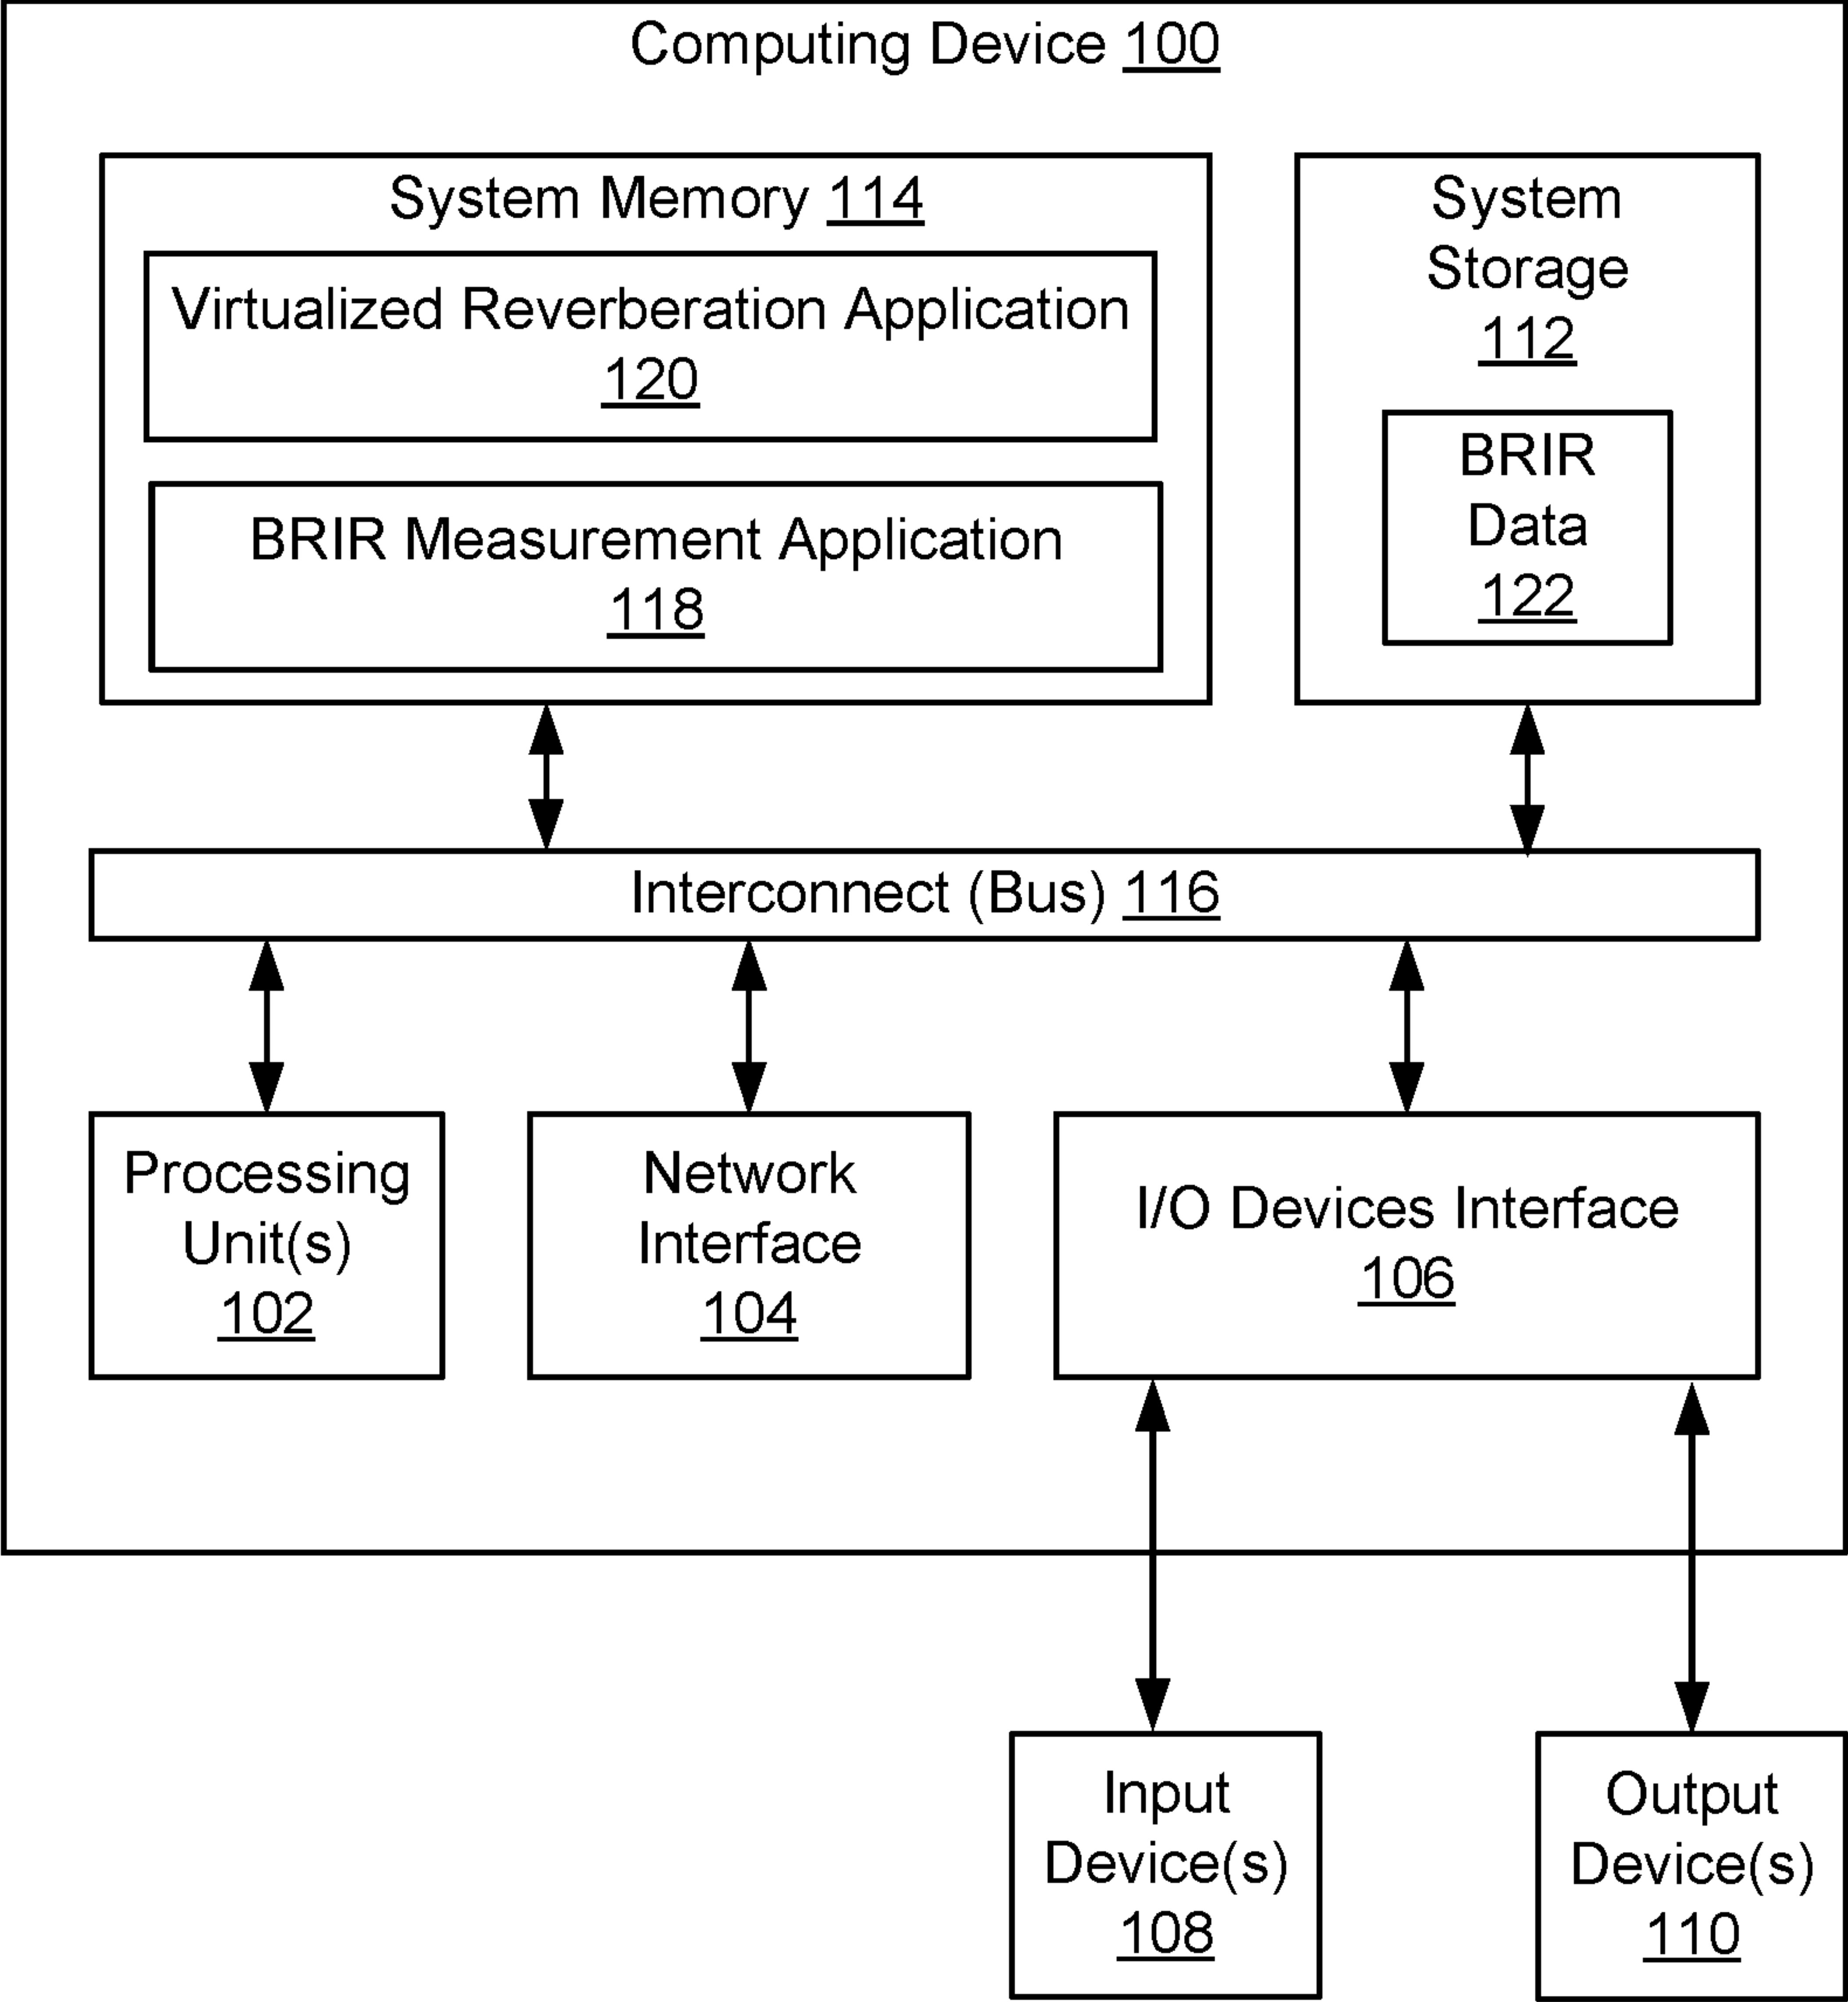 Computing Device 100
System Memory 114
Virtualized Reverberation Application
120
BRIR Measurement Application
118
System
Storage
112
BRIR
Data
122
Interconnect (Bus) 116
Processing
Unit(s)
102
Network
Interface
104
I/O Devices Interface
106
Input
Device(s)
108
Output
Device(s)
110